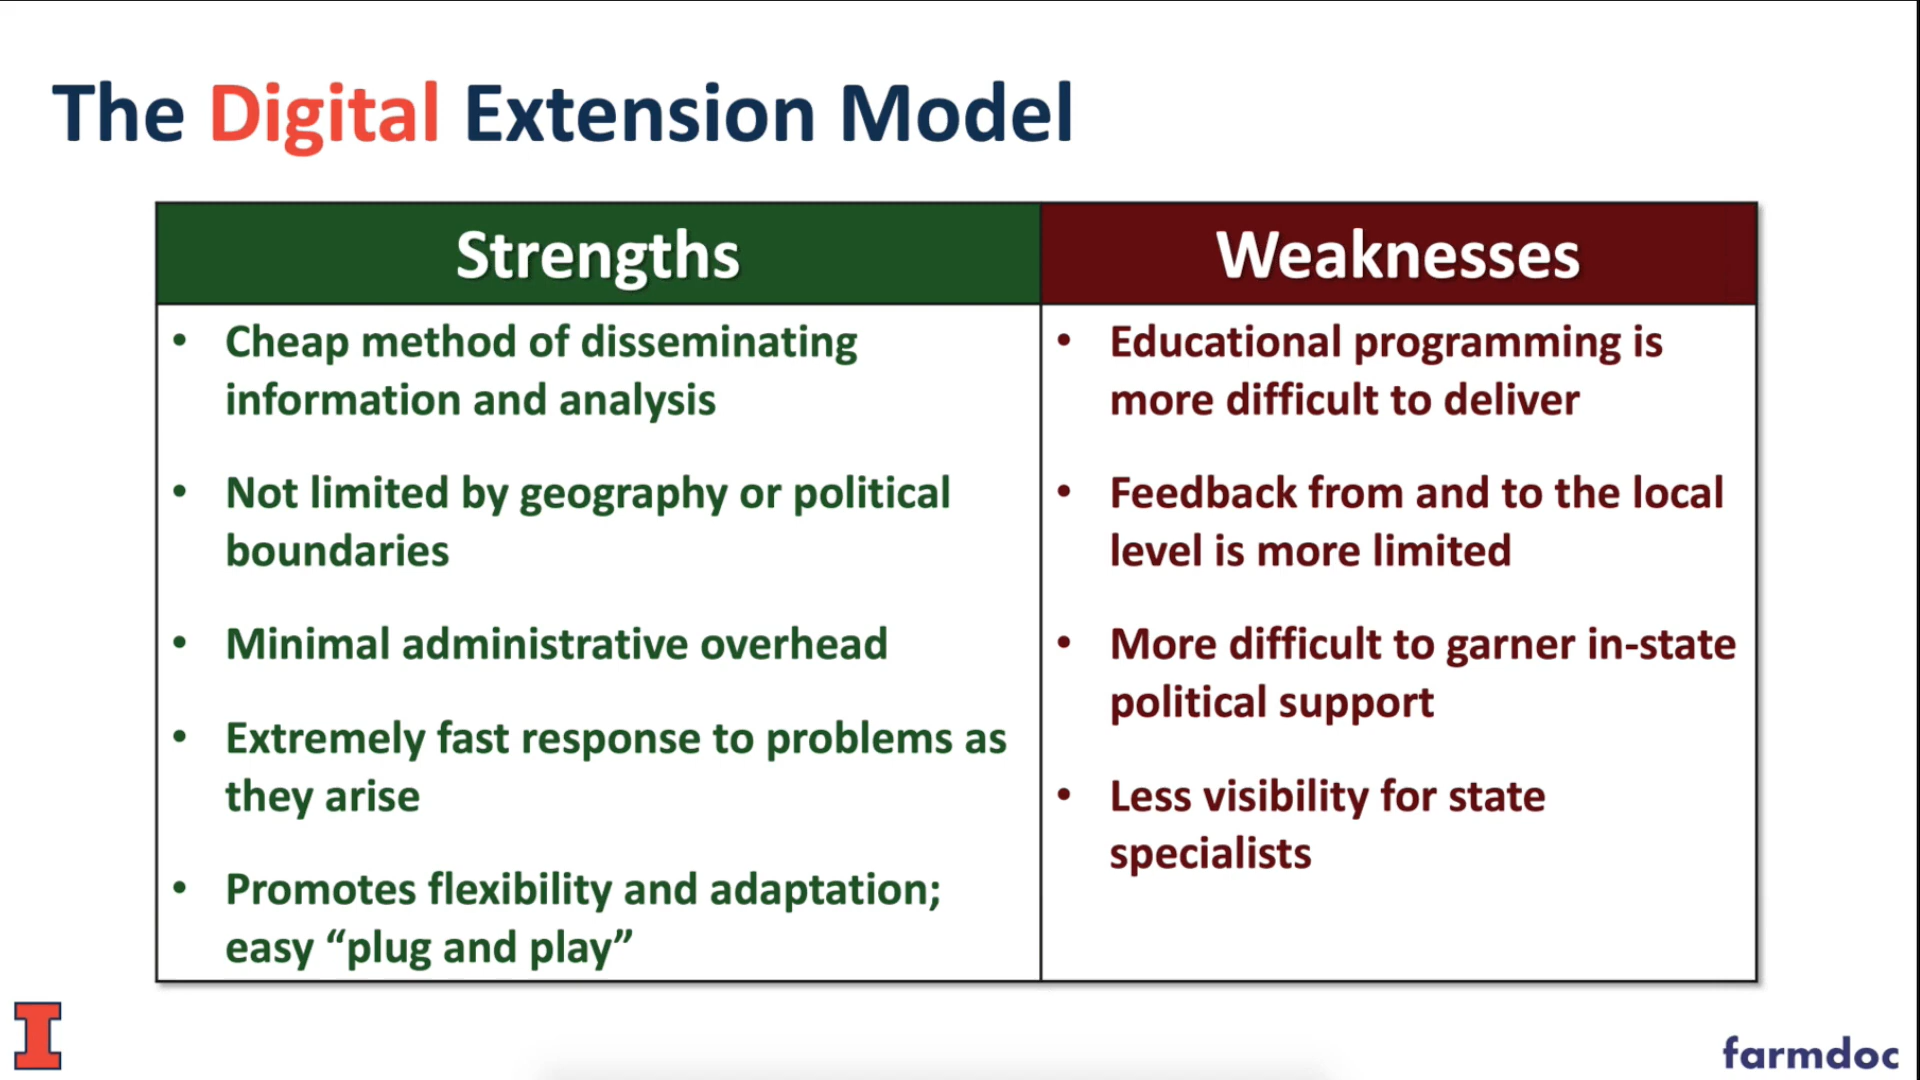 The Digital Extension Model
Strengths
Weaknesses
• Cheap method of disseminating
information and analysis
• Not limited by geography or political
boundaries
• Minimal administrative overhead
• Extremely fast response to problems as
they arise
• Promotes flexibility and adaptation;
easy “plug and play”
• Educational programming is
more difficult to deliver
• Feedback from and to the local
level is more limited
• More difficult to garner in-state
political support
• Less visibility for state
specialists
I
farmdoc